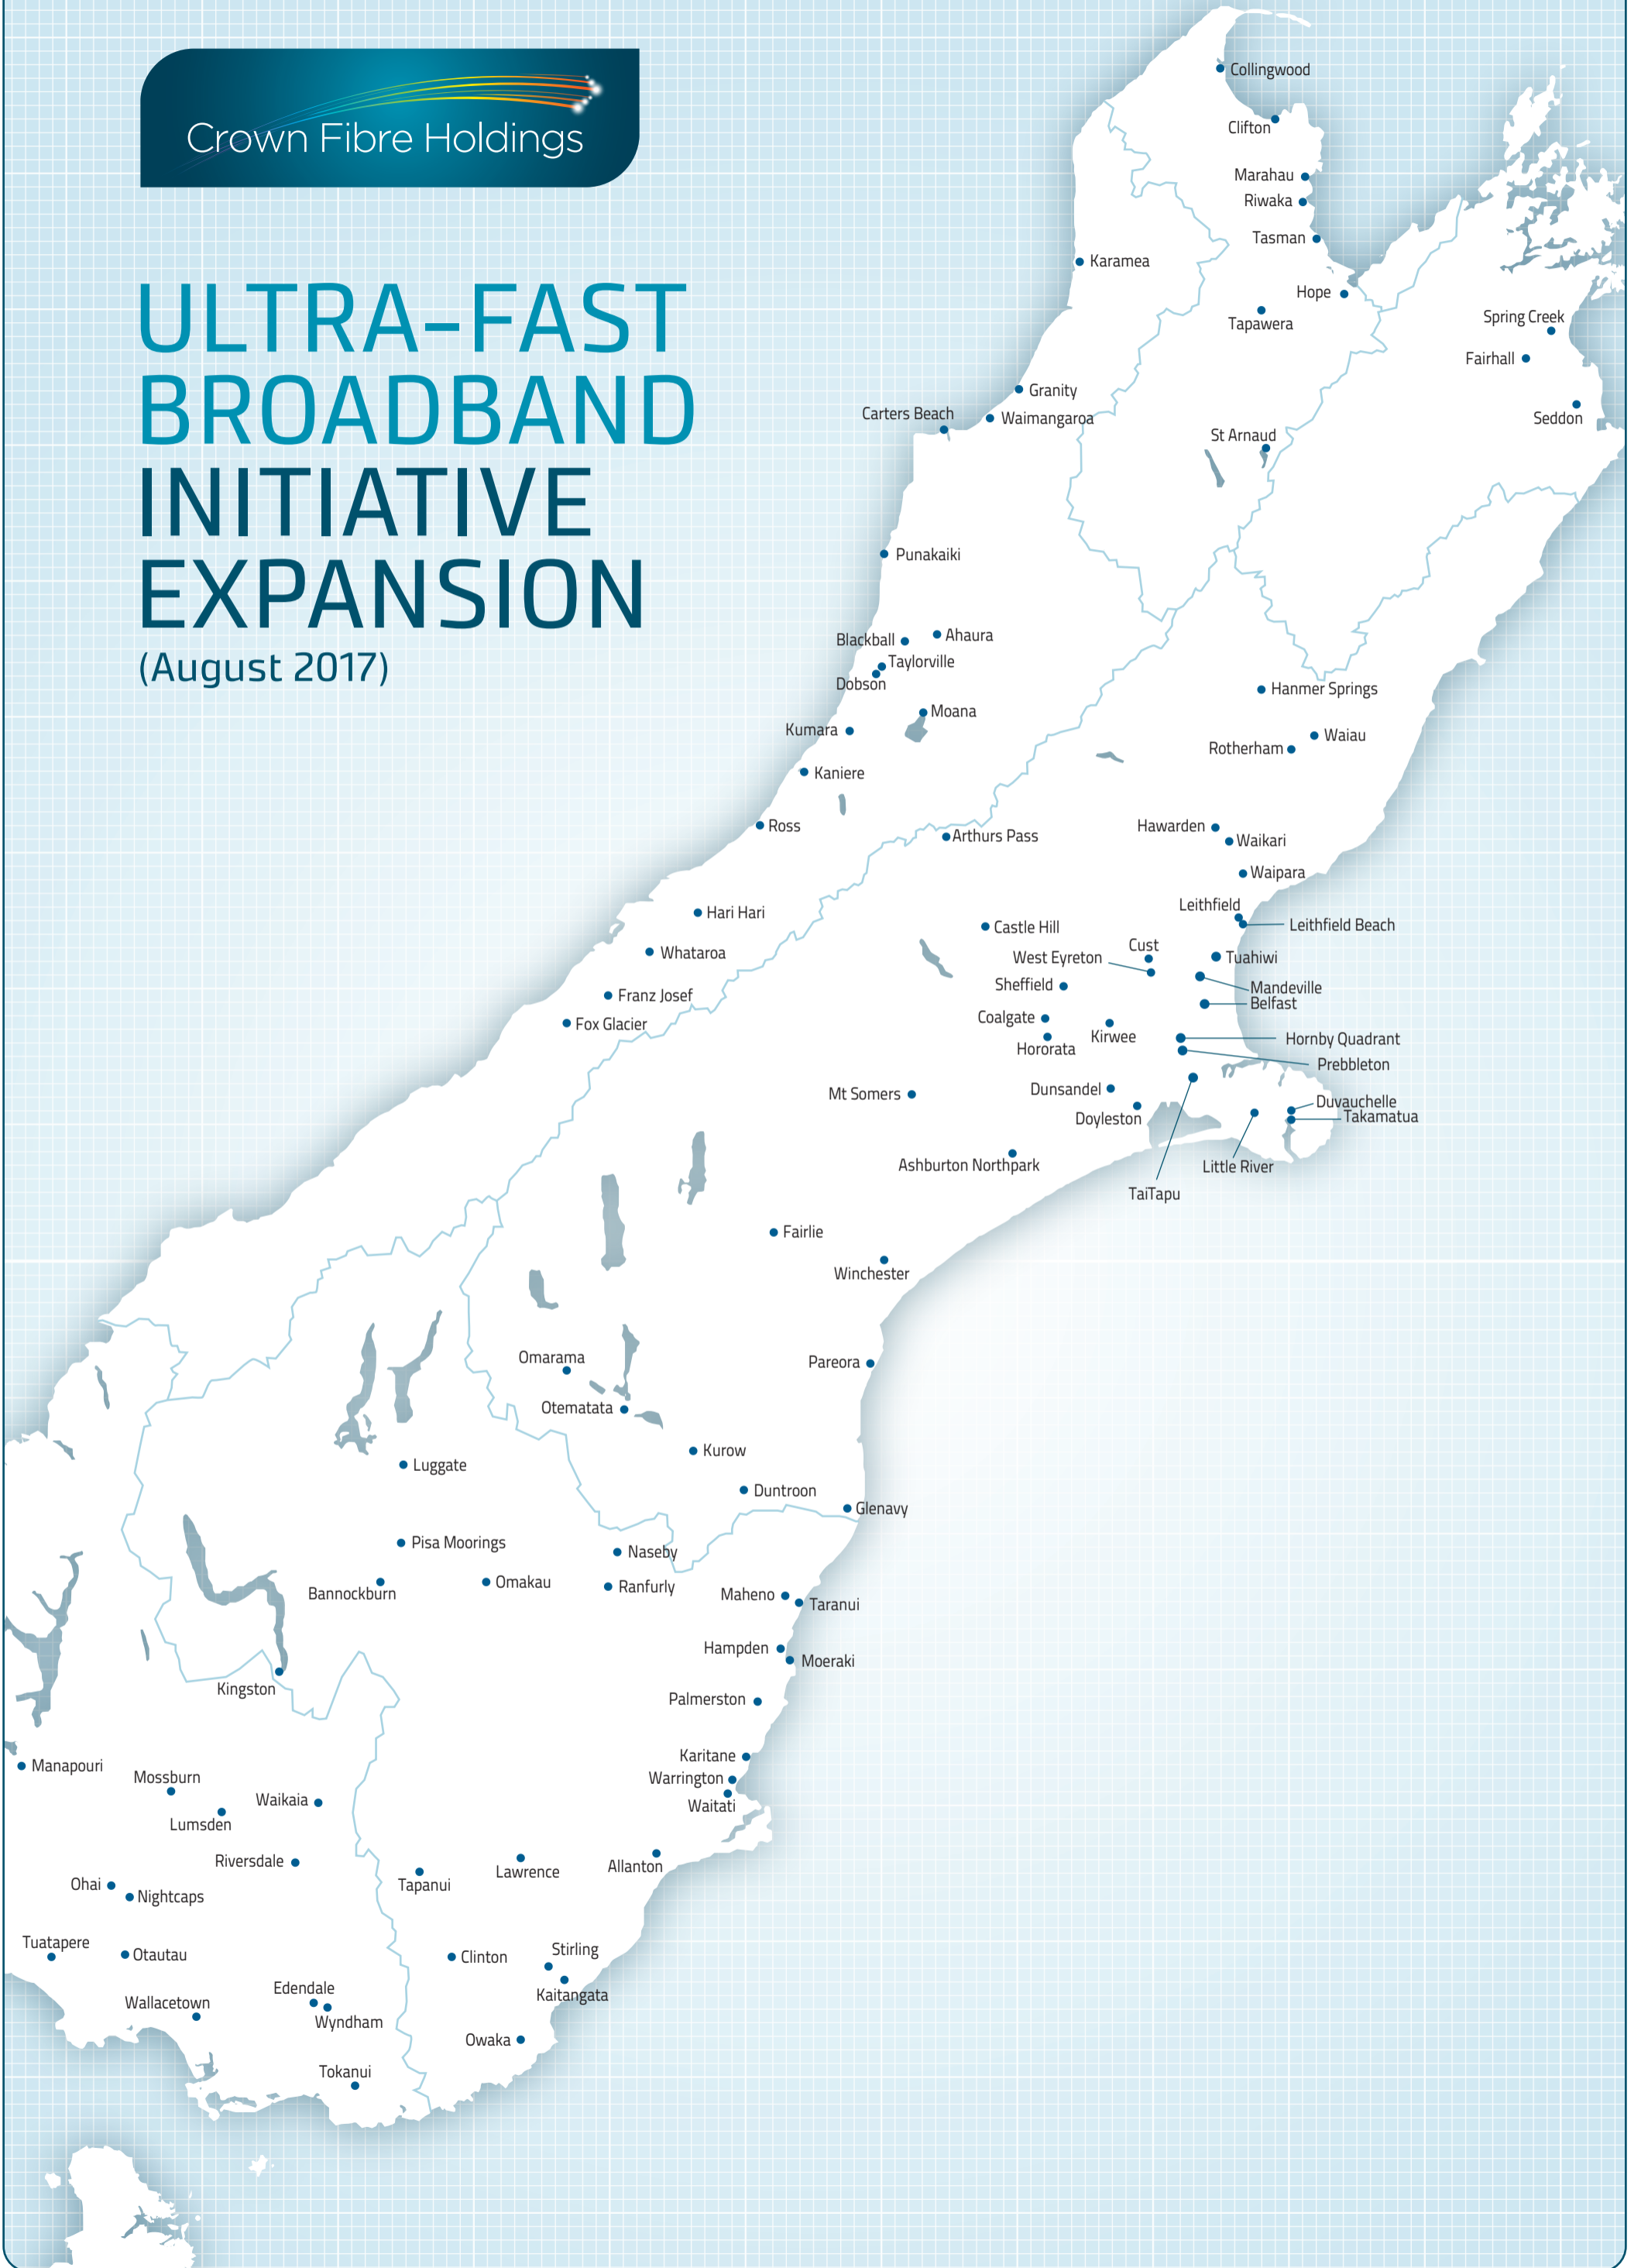 Crown Fibre Holdings
ULTRA-FAST
BROADBAND
INITIATIVE
EXPANSION
(August 2017)
Collingwood
Clifton
Marahau
Riwaka
Tasman
Karamea
Hope
Tapawera
Spring Creek
Fairhall
Granity
Carters Beach
Waimangaroa
Seddon
St Arnaud
Punakaiki
Ahaura
Blackball
Taylorville
Dobson
Hanmer Springs
Moana
Kumara
Waiau
Rotherham
Kaniere
Ross
Hawarden
Arthurs Pass
Waikari
Waipara
Leithfield
Hari Hari
Leithfield Beach
Castle Hill
Cust
Whataroa
West Eyreton
Tuahiwi
Sheffield
Mandeville
Franz Josef
Belfast
Coalgate
Fox Glacier
Kirwee
Hornby Quadrant
Hororata
Prebbleton
Dunsandel
Mt Somers
Duvauchelle
Doyleston
Takamatua
Ashburton Northpark
Little River
TaiTapu
Fairlie
Winchester
Omarama
Pareora
Otematata
Kurow
Luggate
Duntroon
Glenavy
Pisa Moorings
Naseby
Omakau
Ranfurly
Bannockburn
Maheno
Taranui
Hampden
Moeraki
Kingston
Palmerston
Karitane
Manapouri
Mossburn
Warrington
Waikaia
Waitati
Lumsden
Riversdale
Allanton
Lawrence
Tapanui
Ohai
Nightcaps
Tuatapere
Stirling
Otautau
Clinton
Edendale
Kaitangata
Wallacetown
Wyndham
Owaka
Tokanui